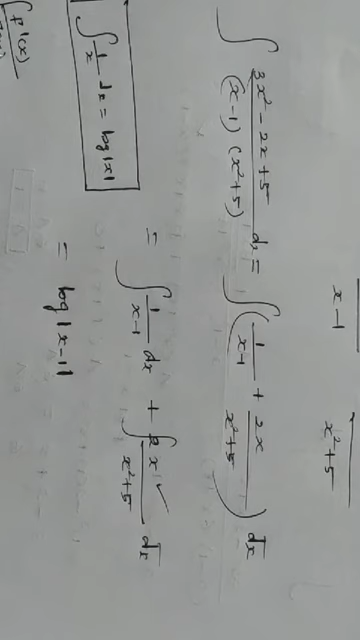 x-1    x²+5
∫ (3x² - 2x + 5)/((x-1)(x²+5)) dx = ∫ (1/(x-1) + 2x/(x²+5)) dx
∫ 1/x dx = log|x|
= ∫ 1/(x-1) dx + ∫ 2x/(x²+5) dx
= log|x-1|
∫ f'(x)